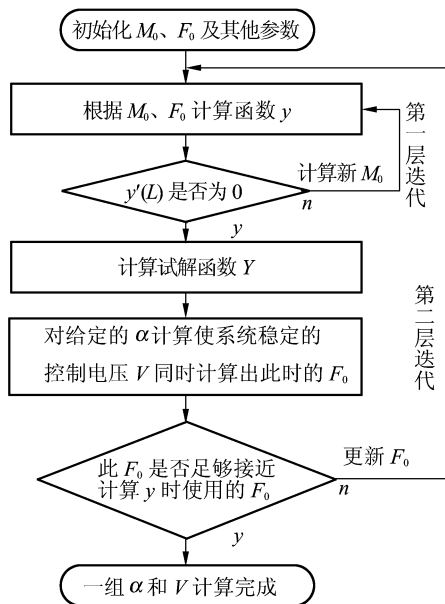 初始化 M₀、F₀ 及其他参数
根据 M₀、F₀ 计算函数 y
第一层迭代
计算新 M₀
y′(L) 是否为 0
n
y
计算试解函数 Y
第二层迭代
对给定的 α 计算使系统稳定的
控制电压 V 同时计算出此时的 F₀
此 F₀ 是否足够接近
计算 y 时使用的 F₀
更新 F₀
n
y
一组 α 和 V 计算完成